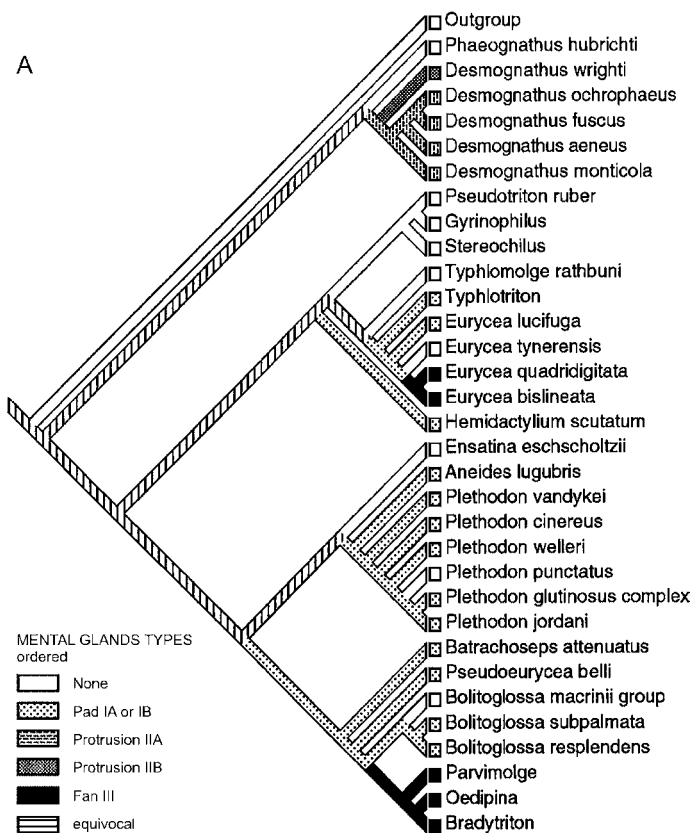 A
Outgroup
Phaeognathus hubrichti
Desmognathus wrighti
Desmognathus ochrophaeus
Desmognathus fuscus
Desmognathus aeneus
Desmognathus monticola
Pseudotriton ruber
Gyrinophilus
Stereochilus
Typhlomolge rathbuni
Typhlotriton
Eurycea lucifuga
Eurycea tynerensis
Eurycea quadridigitata
Eurycea bislineata
Hemidactylium scutatum
Ensatina eschscholtzii
Aneides lugubris
Plethodon vandykei
Plethodon cinereus
Plethodon welleri
Plethodon punctatus
Plethodon glutinosus complex
Plethodon jordani
Batrachoseps attenuatus
Pseudoeurycea belli
Bolitoglossa macrinii group
Bolitoglossa subpalmata
Bolitoglossa resplendens
Parvimolge
Oedipina
Bradytriton
MENTAL GLANDS TYPES
ordered
None
Pad IA or IB
Protrusion IIA
Protrusion IIB
Fan III
equivocal